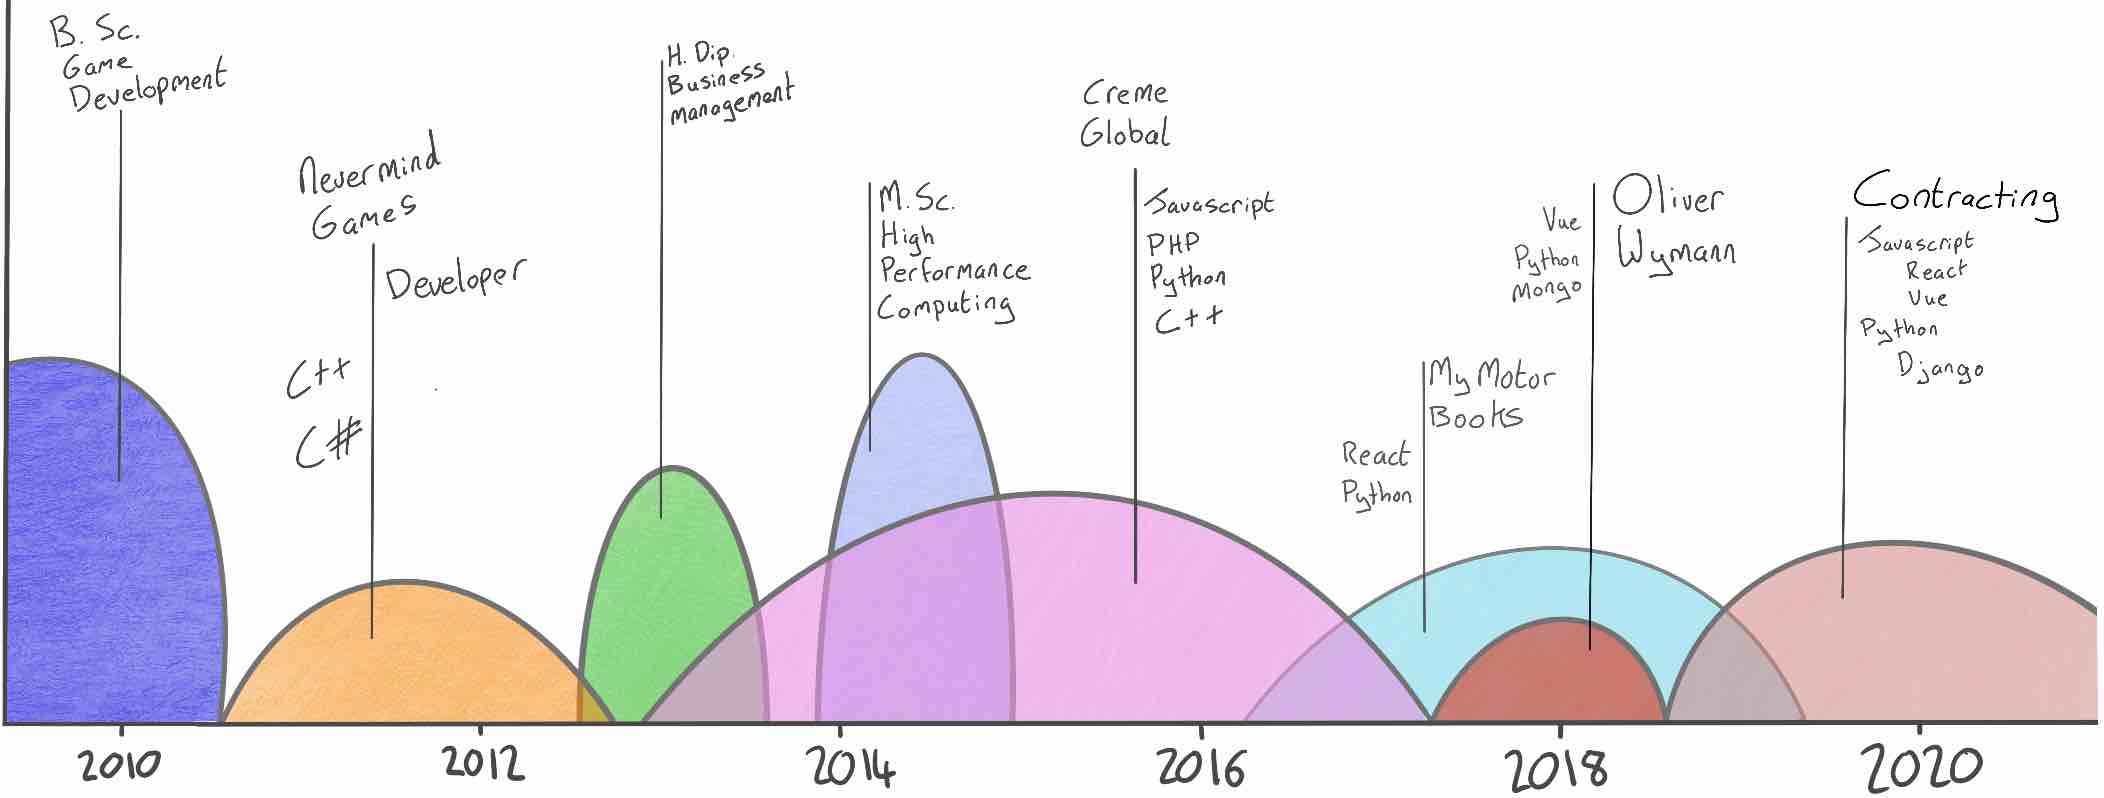 B. Sc.
Game
Development
Nevermind
Games
Developer
C++
C#
H. Dip.
Business
management
M. Sc.
High
Performance
Computing
Creme
Global
Javascript
PHP
Python
C++
My Motor
Books
React
Python
Oliver
Wymann
Vue
Python
Mongo
Contracting
Javascript
React
Vue
Python
Django
2010
2012
2014
2016
2018
2020